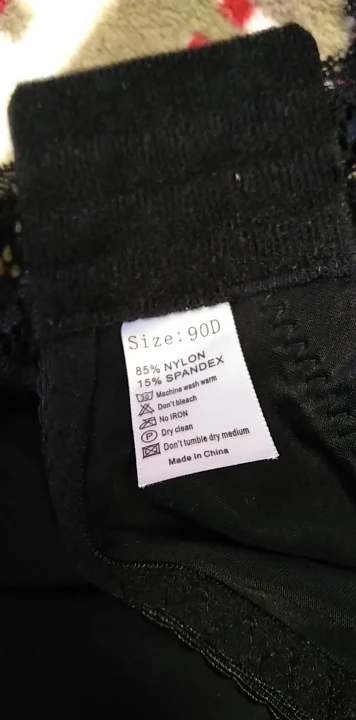 Size:90D
85% NYLON
15% SPANDEX
Machine wash warm
Don't bleach
No IRON
P Dry clean
Don't tumble dry medium
Made In China